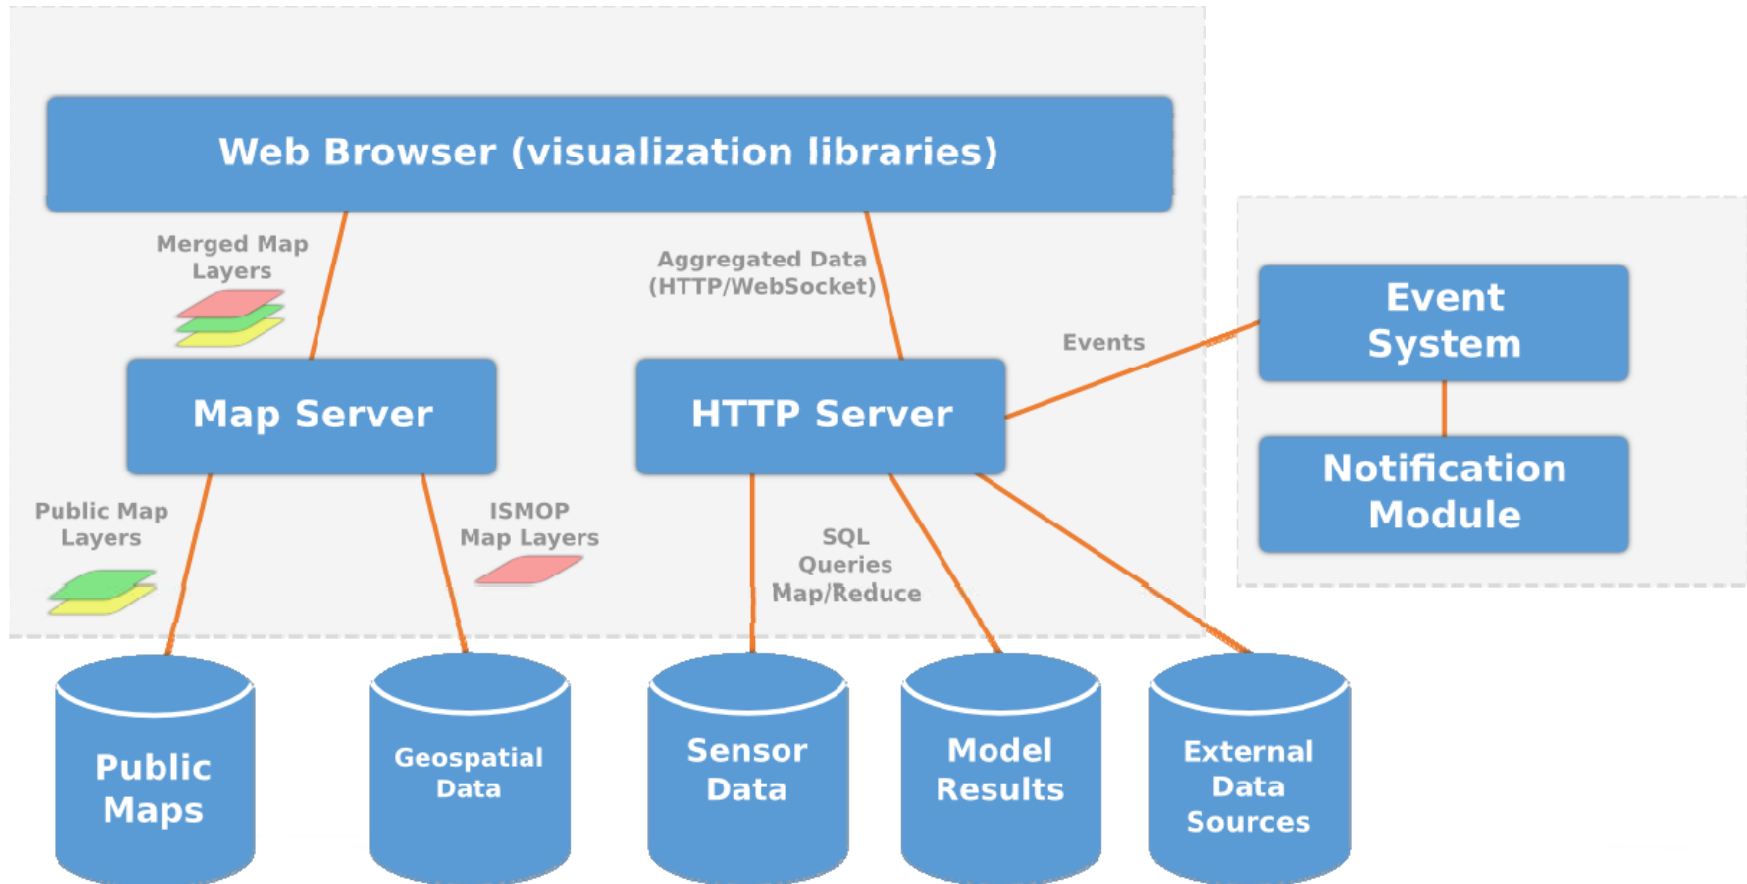 Web Browser (visualization libraries)
Merged Map
Layers
Aggregated Data
(HTTP/WebSocket)
Events
Event
System
Map Server
HTTP Server
Notification
Module
Public Map
Layers
ISMOP
Map Layers
SQL
Queries
Map/Reduce
Public
Maps
Geospatial
Data
Sensor
Data
Model
Results
External
Data
Sources